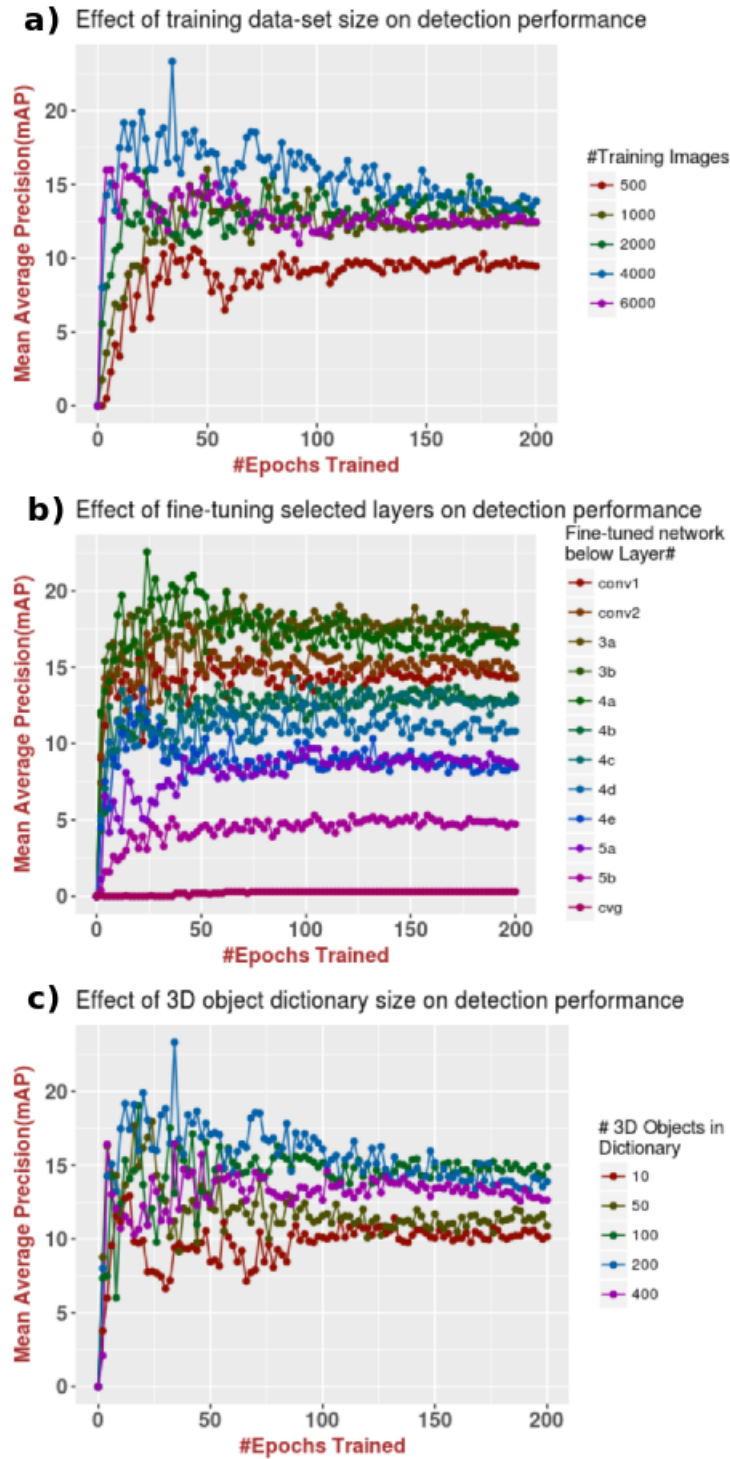 a) Effect of training data-set size on detection performance
Mean Average Precision(mAP)
20
15
10
5
0
0 50 100 150 200
#Epochs Trained
#Training Images
500
1000
2000
4000
6000
b) Effect of fine-tuning selected layers on detection performance
Mean Average Precision(mAP)
20
15
10
5
0
0 50 100 150 200
#Epochs Trained
Fine-tuned network
below Layer#
conv1
conv2
3a
3b
4a
4b
4c
4d
4e
5a
5b
cvg
c) Effect of 3D object dictionary size on detection performance
Mean Average Precision(mAP)
20
15
10
5
0
0 50 100 150 200
#Epochs Trained
# 3D Objects in
Dictionary
10
50
100
200
400